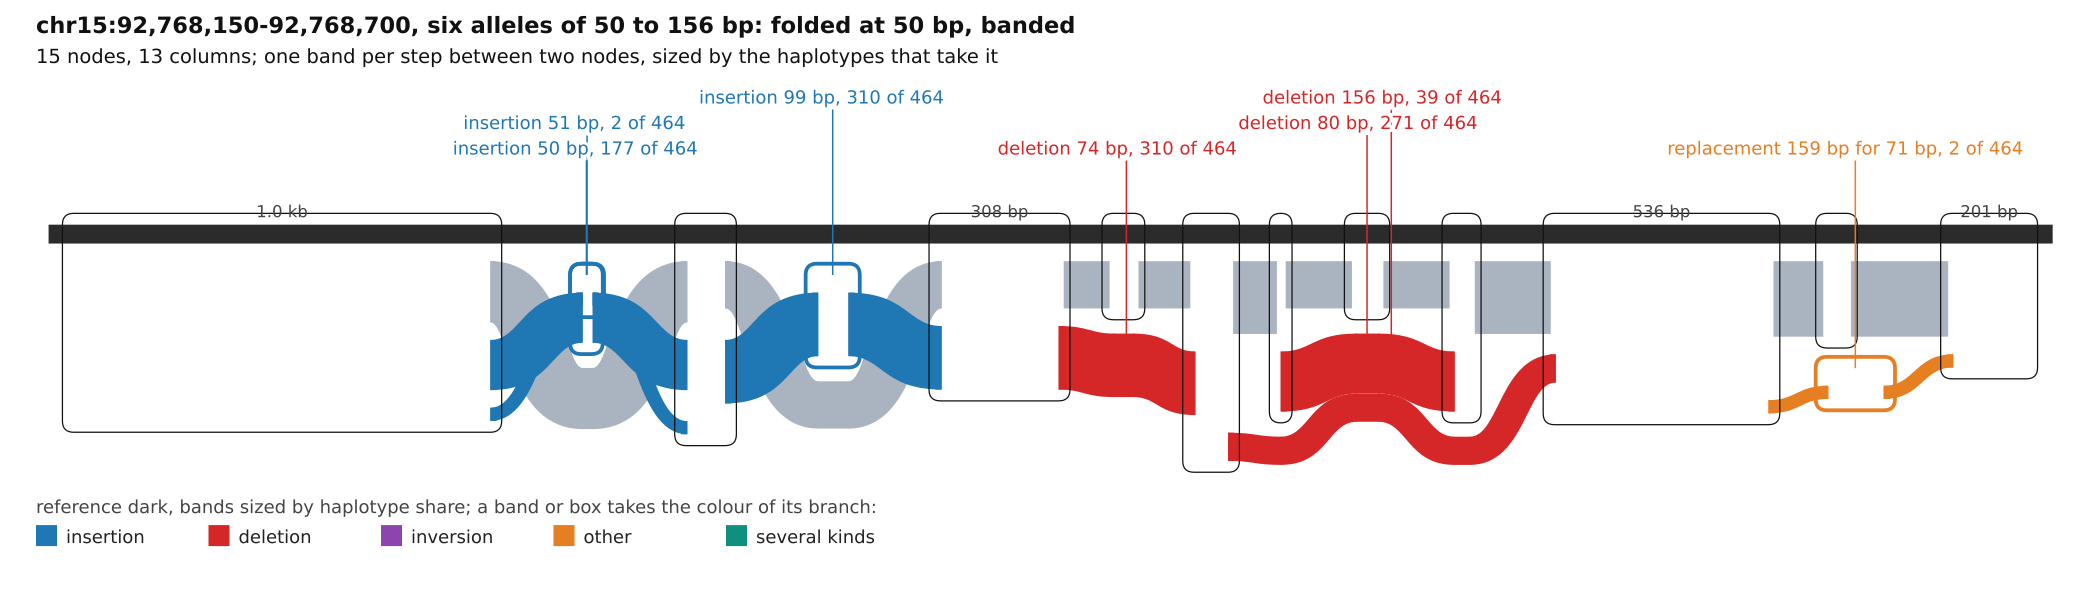 chr15:92,768,150-92,768,700, six alleles of 50 to 156 bp: folded at 50 bp, banded
15 nodes, 13 columns; one band per step between two nodes, sized by the haplotypes that take it
insertion 99 bp, 310 of 464
deletion 156 bp, 39 of 464
insertion 51 bp, 2 of 464
deletion 80 bp, 271 of 464
insertion 50 bp, 177 of 464
deletion 74 bp, 310 of 464
replacement 159 bp for 71 bp, 2 of 464
1.0 kb
308 bp
536 bp
201 bp
reference dark, bands sized by haplotype share; a band or box takes the colour of its branch:
insertion
deletion
inversion
other
several kinds